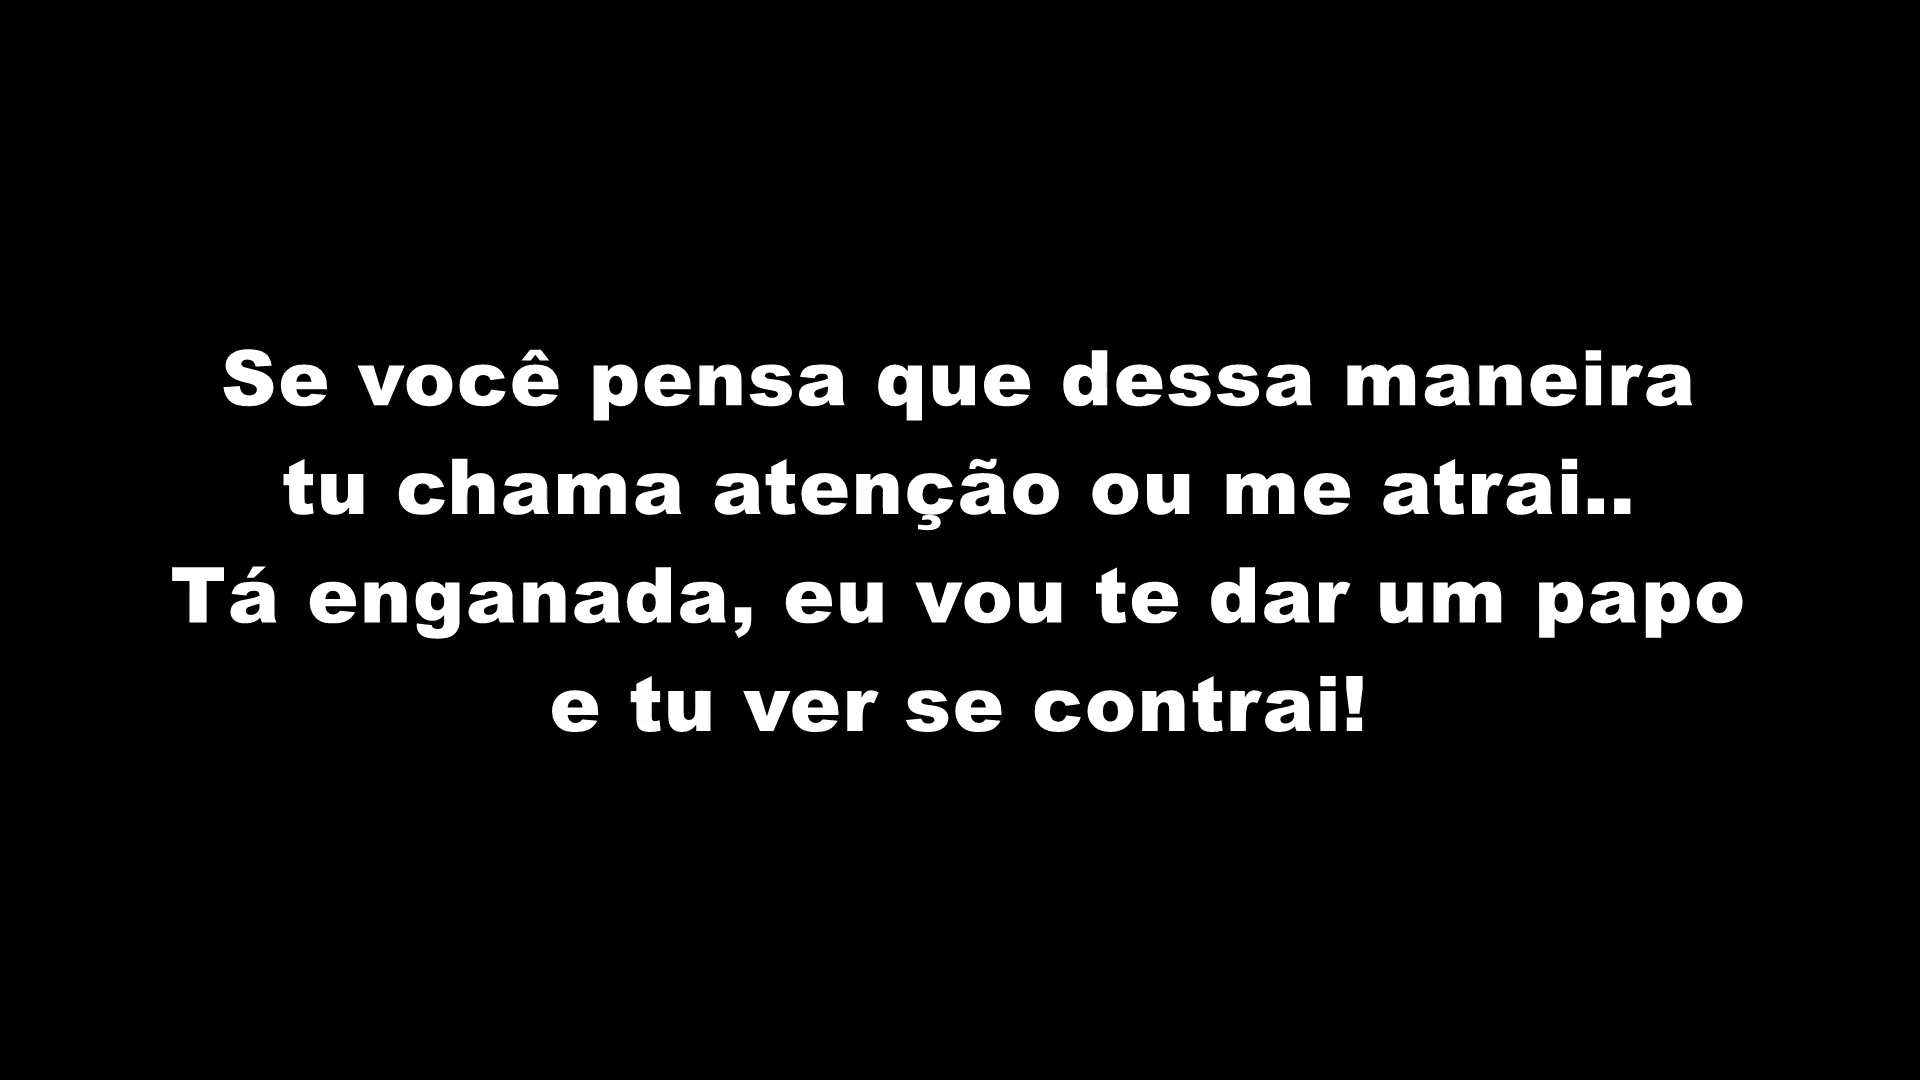 Se você pensa que dessa maneira
tu chama atenção ou me atrai..
Tá enganada, eu vou te dar um papo
e tu ver se contrai!